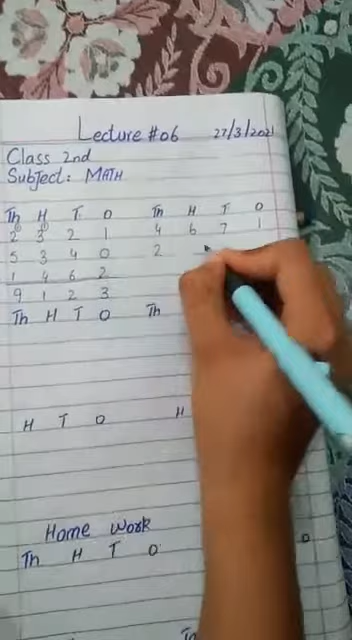 Lecture #06 27/3/2021
Class 2nd
Subject: MATH
Th H T O Th H T O
2 3 2 1 4 6 7 1
5 3 4 0 2
1 4 6 2
9 1 2 3
Th H T O Th
H T O H
Home Work
Th H T O O
Th